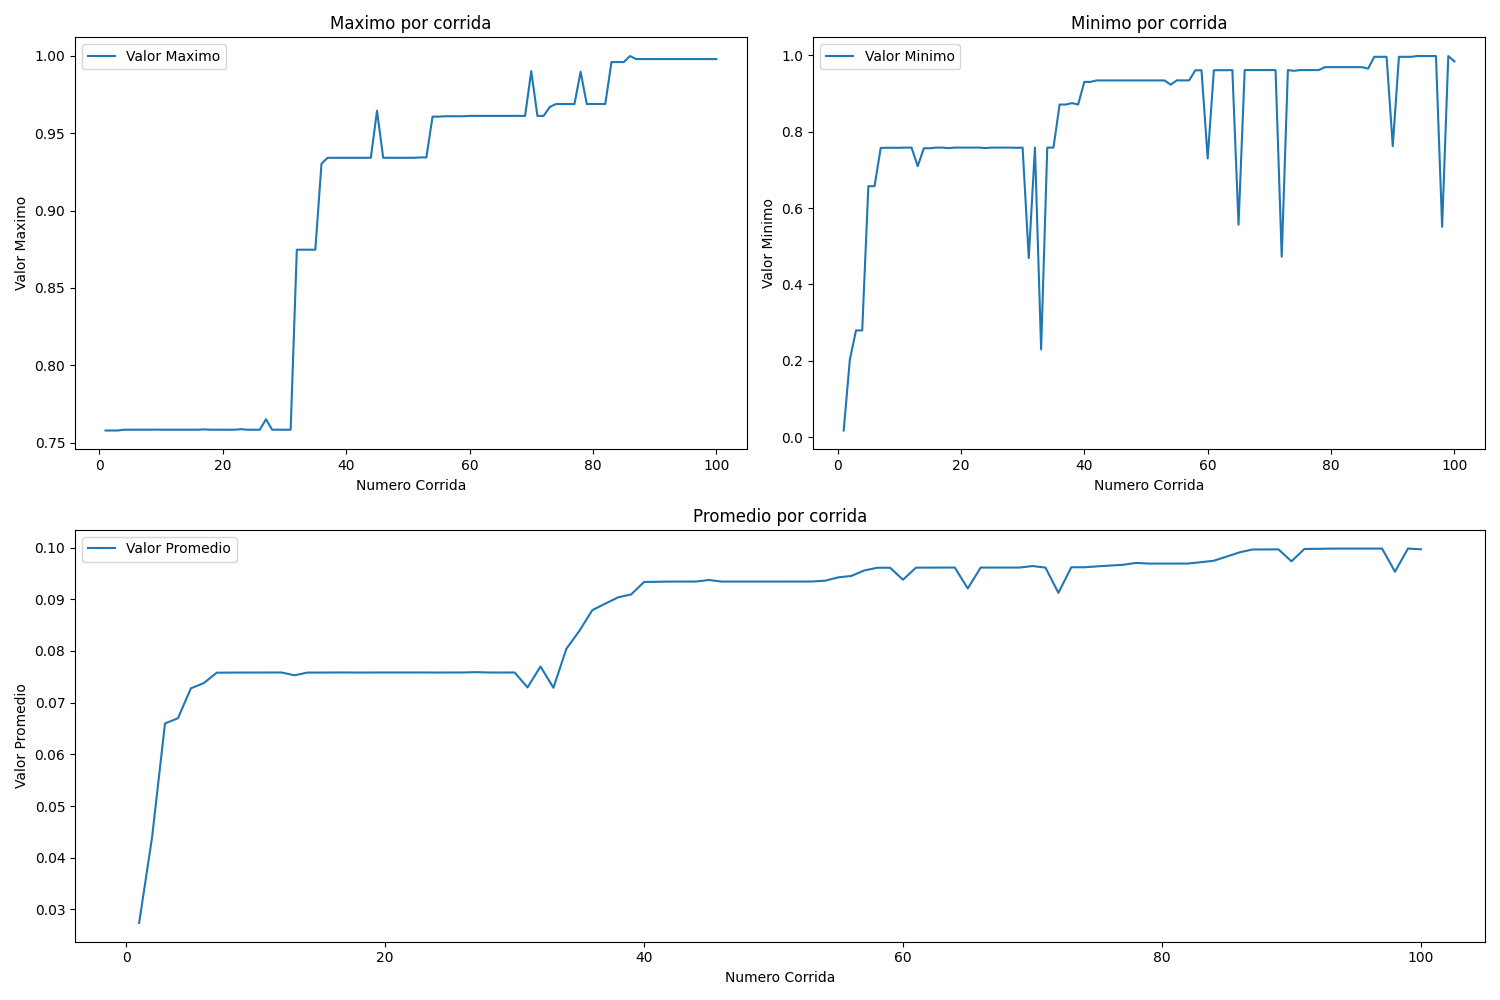 Maximo por corrida
Valor Maximo
1.00
0.95
0.90
0.85
0.80
0.75
Valor Maximo
0 20 40 60 80 100
Numero Corrida
Minimo por corrida
Valor Minimo
1.0
0.8
0.6
0.4
0.2
0.0
Valor Minimo
0 20 40 60 80 100
Numero Corrida
Promedio por corrida
Valor Promedio
0.10
0.09
0.08
0.07
0.06
0.05
0.04
0.03
Valor Promedio
0 20 40 60 80 100
Numero Corrida